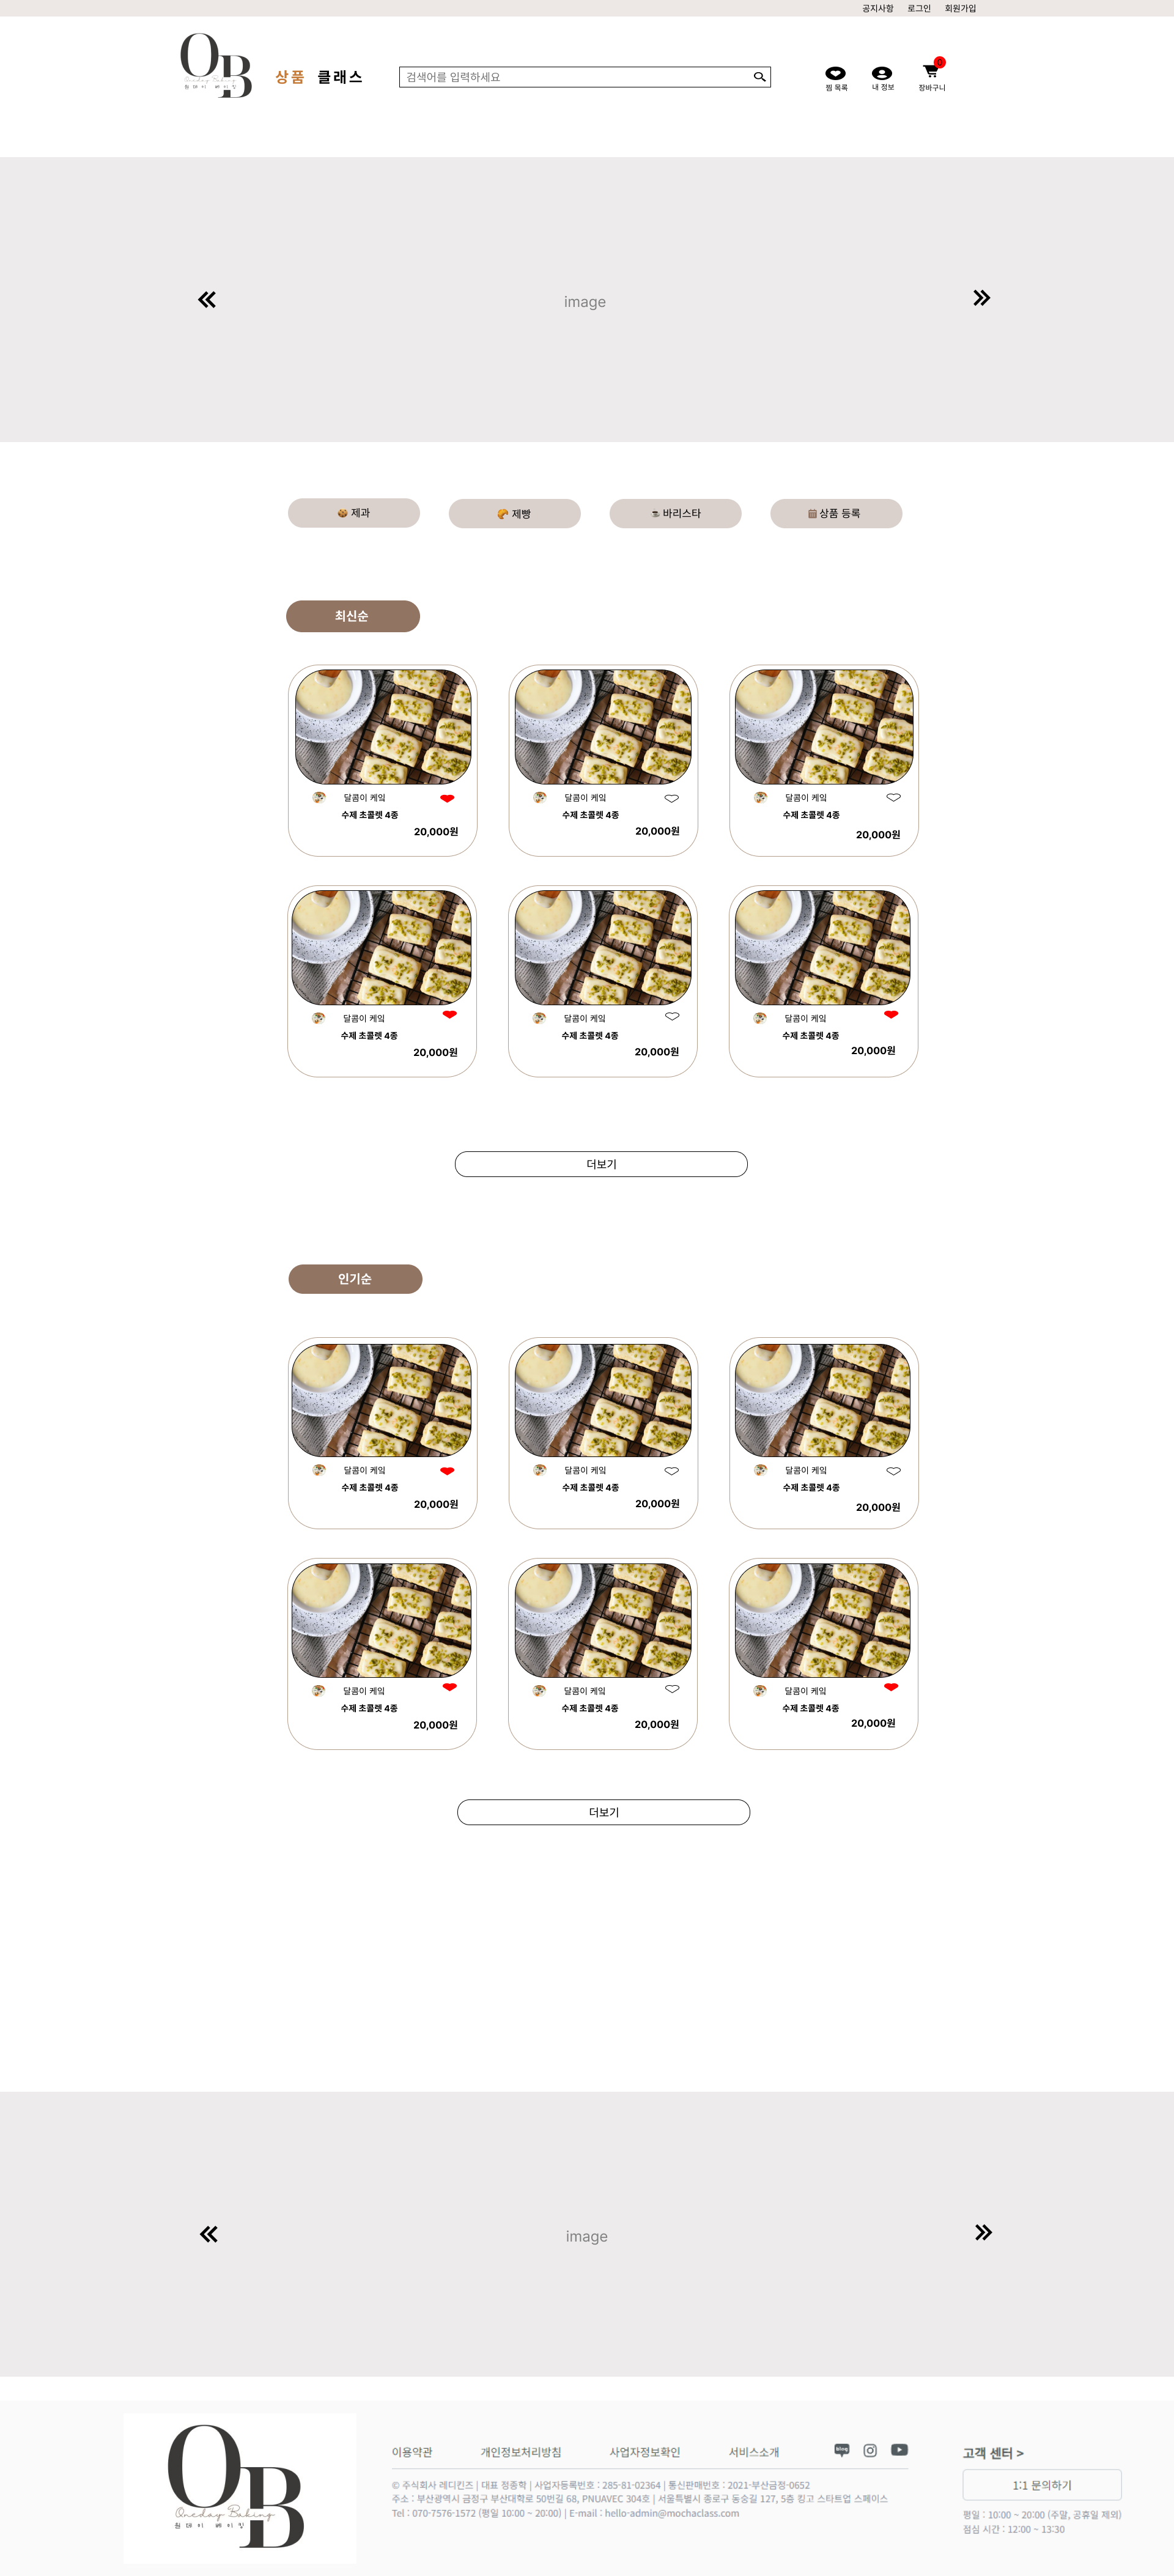 공지사항 로그인 회원가입
OB
Oneday Baking
원데이 베이킹
상품 클래스
검색어를 입력하세요
찜 목록 내 정보 장바구니
0
image
제과 제빵 바리스타 상품 등록
최신순
달콤이 케잌 달콤이 케잌 달콤이 케잌
수제 초콜렛 4종 수제 초콜렛 4종 수제 초콜렛 4종
20,000원 20,000원 20,000원
달콤이 케잌 달콤이 케잌 달콤이 케잌
수제 초콜렛 4종 수제 초콜렛 4종 수제 초콜렛 4종
20,000원 20,000원 20,000원
더보기
인기순
달콤이 케잌 달콤이 케잌 달콤이 케잌
수제 초콜렛 4종 수제 초콜렛 4종 수제 초콜렛 4종
20,000원 20,000원 20,000원
달콤이 케잌 달콤이 케잌 달콤이 케잌
수제 초콜렛 4종 수제 초콜렛 4종 수제 초콜렛 4종
20,000원 20,000원 20,000원
더보기
image
OB
Oneday Baking
원데이 베이킹
이용약관 개인정보처리방침 사업자정보확인 서비스소개 blog
© 주식회사 레디킨즈 | 대표 정종학 | 사업자등록번호 : 285-81-02364 | 통신판매번호 : 2021-부산금정-0652
주소 : 부산광역시 금정구 부산대학로 50번길 68, PNUAVEC 304호 | 서울특별시 종로구 동숭길 127, 5층 킹고 스타트업 스페이스
Tel : 070-7576-1572 (평일 10:00 ~ 20:00) | E-mail : hello-admin@mochaclass.com
고객 센터 >
1:1 문의하기
평일 : 10:00 ~ 20:00 (주말, 공휴일 제외)
점심 시간 : 12:00 ~ 13:30